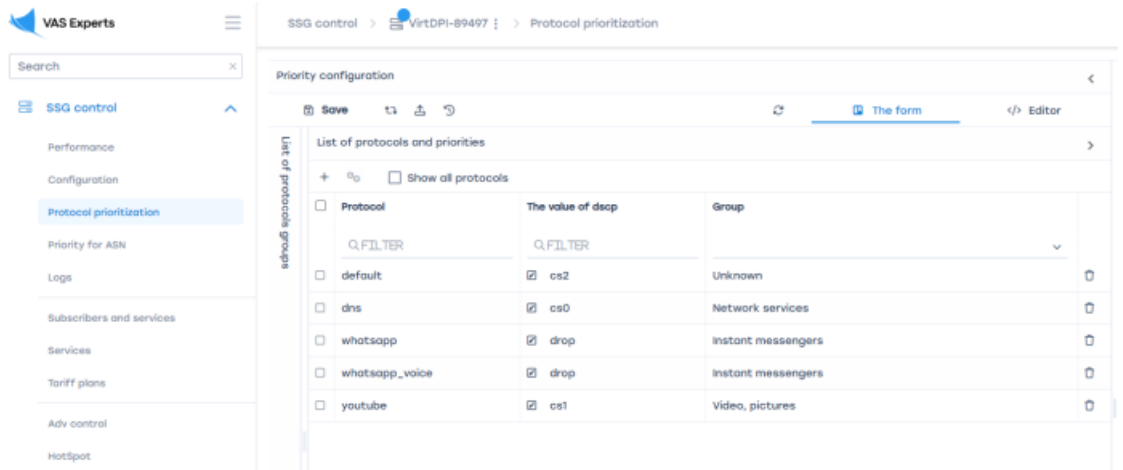 VAS Experts
SSG control > VirtDPI-89497 > Protocol prioritization
Search
SSG control
Performance
Configuration
Protocol prioritization
Priority for ASN
Logs
Subscribers and services
Services
Tariff plans
Adv control
HotSpot
Priority configuration
Save
The form
</> Editor
List of protocols groups
List of protocols and priorities
Show all protocols
Protocol The value of dscp Group
FILTER FILTER
default cs2 Unknown
dns cs0 Network services
whatsapp drop Instant messengers
whatsapp_voice drop Instant messengers
youtube cs1 Video, pictures